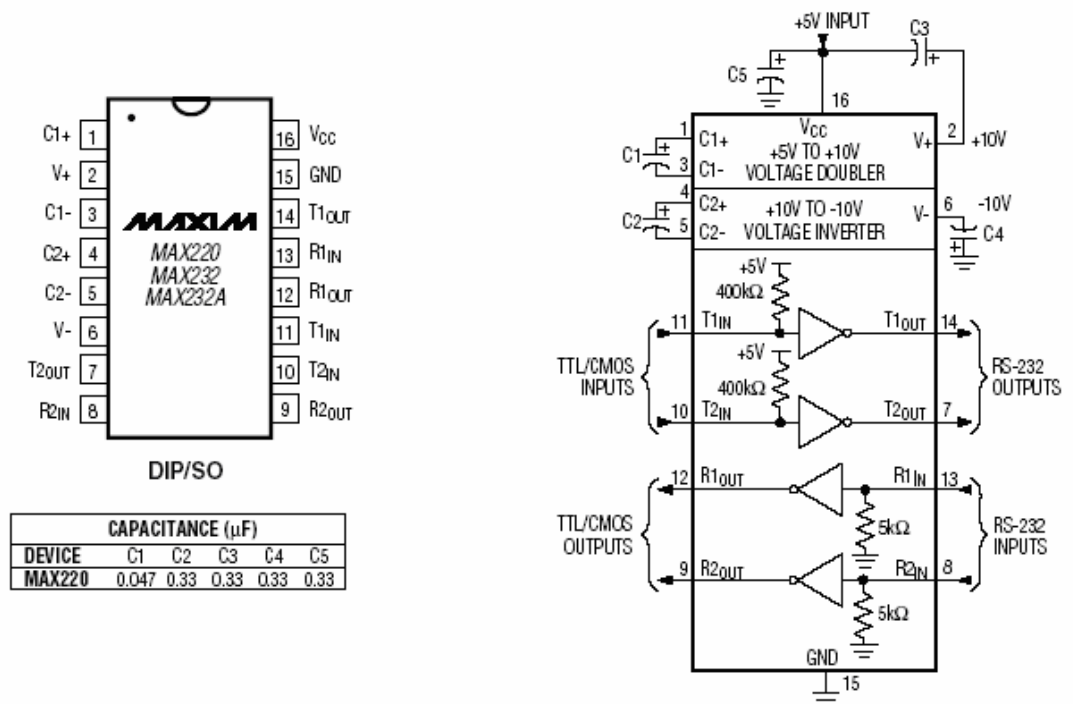 C1+ 1
V+ 2
C1- 3
C2+ 4
C2- 5
V- 6
T2OUT 7
R2IN 8
16 VCC
15 GND
14 T1OUT
13 R1IN
12 R1OUT
11 T1IN
10 T2IN
9 R2OUT
MAXIM
MAX220
MAX232
MAX232A
DIP/SO
CAPACITANCE (µF)
DEVICE C1 C2 C3 C4 C5
MAX220 0.047 0.33 0.33 0.33 0.33
+5V INPUT
C3
+
C5
+
16
VCC
1
C1+
+5V TO +10V
V+
2
+10V
C1
+
3
C1-
VOLTAGE DOUBLER
4
C2+
+10V TO -10V
V-
6
-10V
C2
+
5
C2-
VOLTAGE INVERTER
C4
+
+5V
400kΩ
11
T1IN
T1OUT
14
+5V
TTL/CMOS
INPUTS
400kΩ
RS-232
OUTPUTS
10
T2IN
T2OUT
7
12
R1OUT
R1IN
13
TTL/CMOS
OUTPUTS
5kΩ
RS-232
INPUTS
9
R2OUT
R2IN
8
5kΩ
GND
15